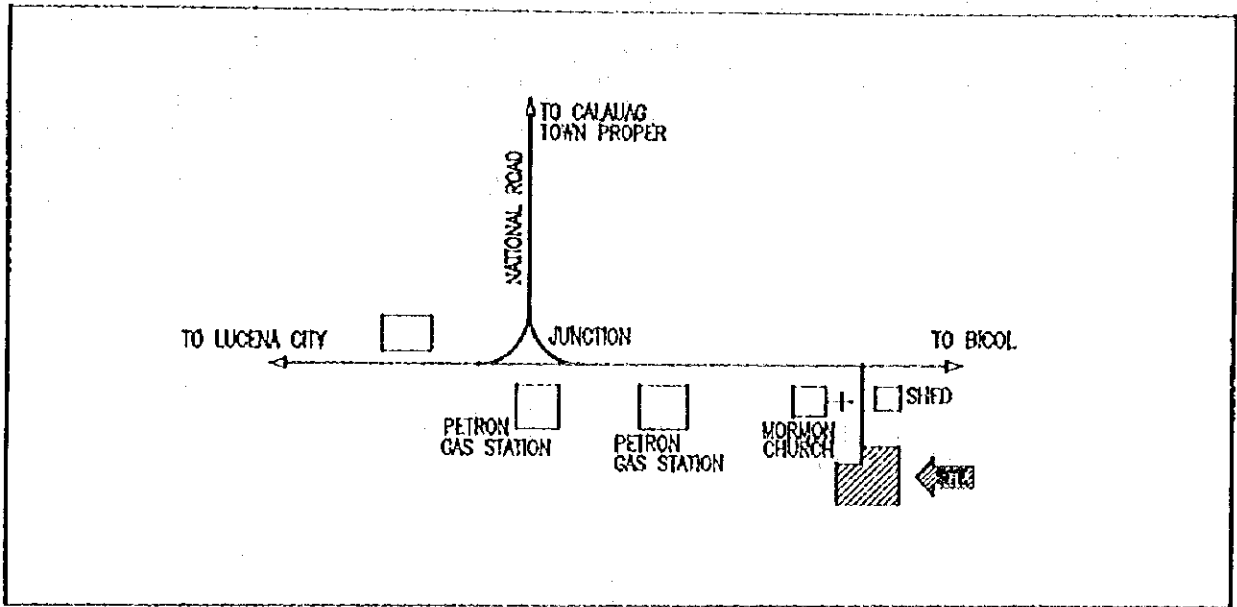 TO CALAUAG
TOWN PROPER
NATIONAL ROAD
TO LUCENA CITY
JUNCTION
TO BICOL
PETRON
GAS STATION
PETRON
GAS STATION
MORMON
CHURCH
SHED
SITE